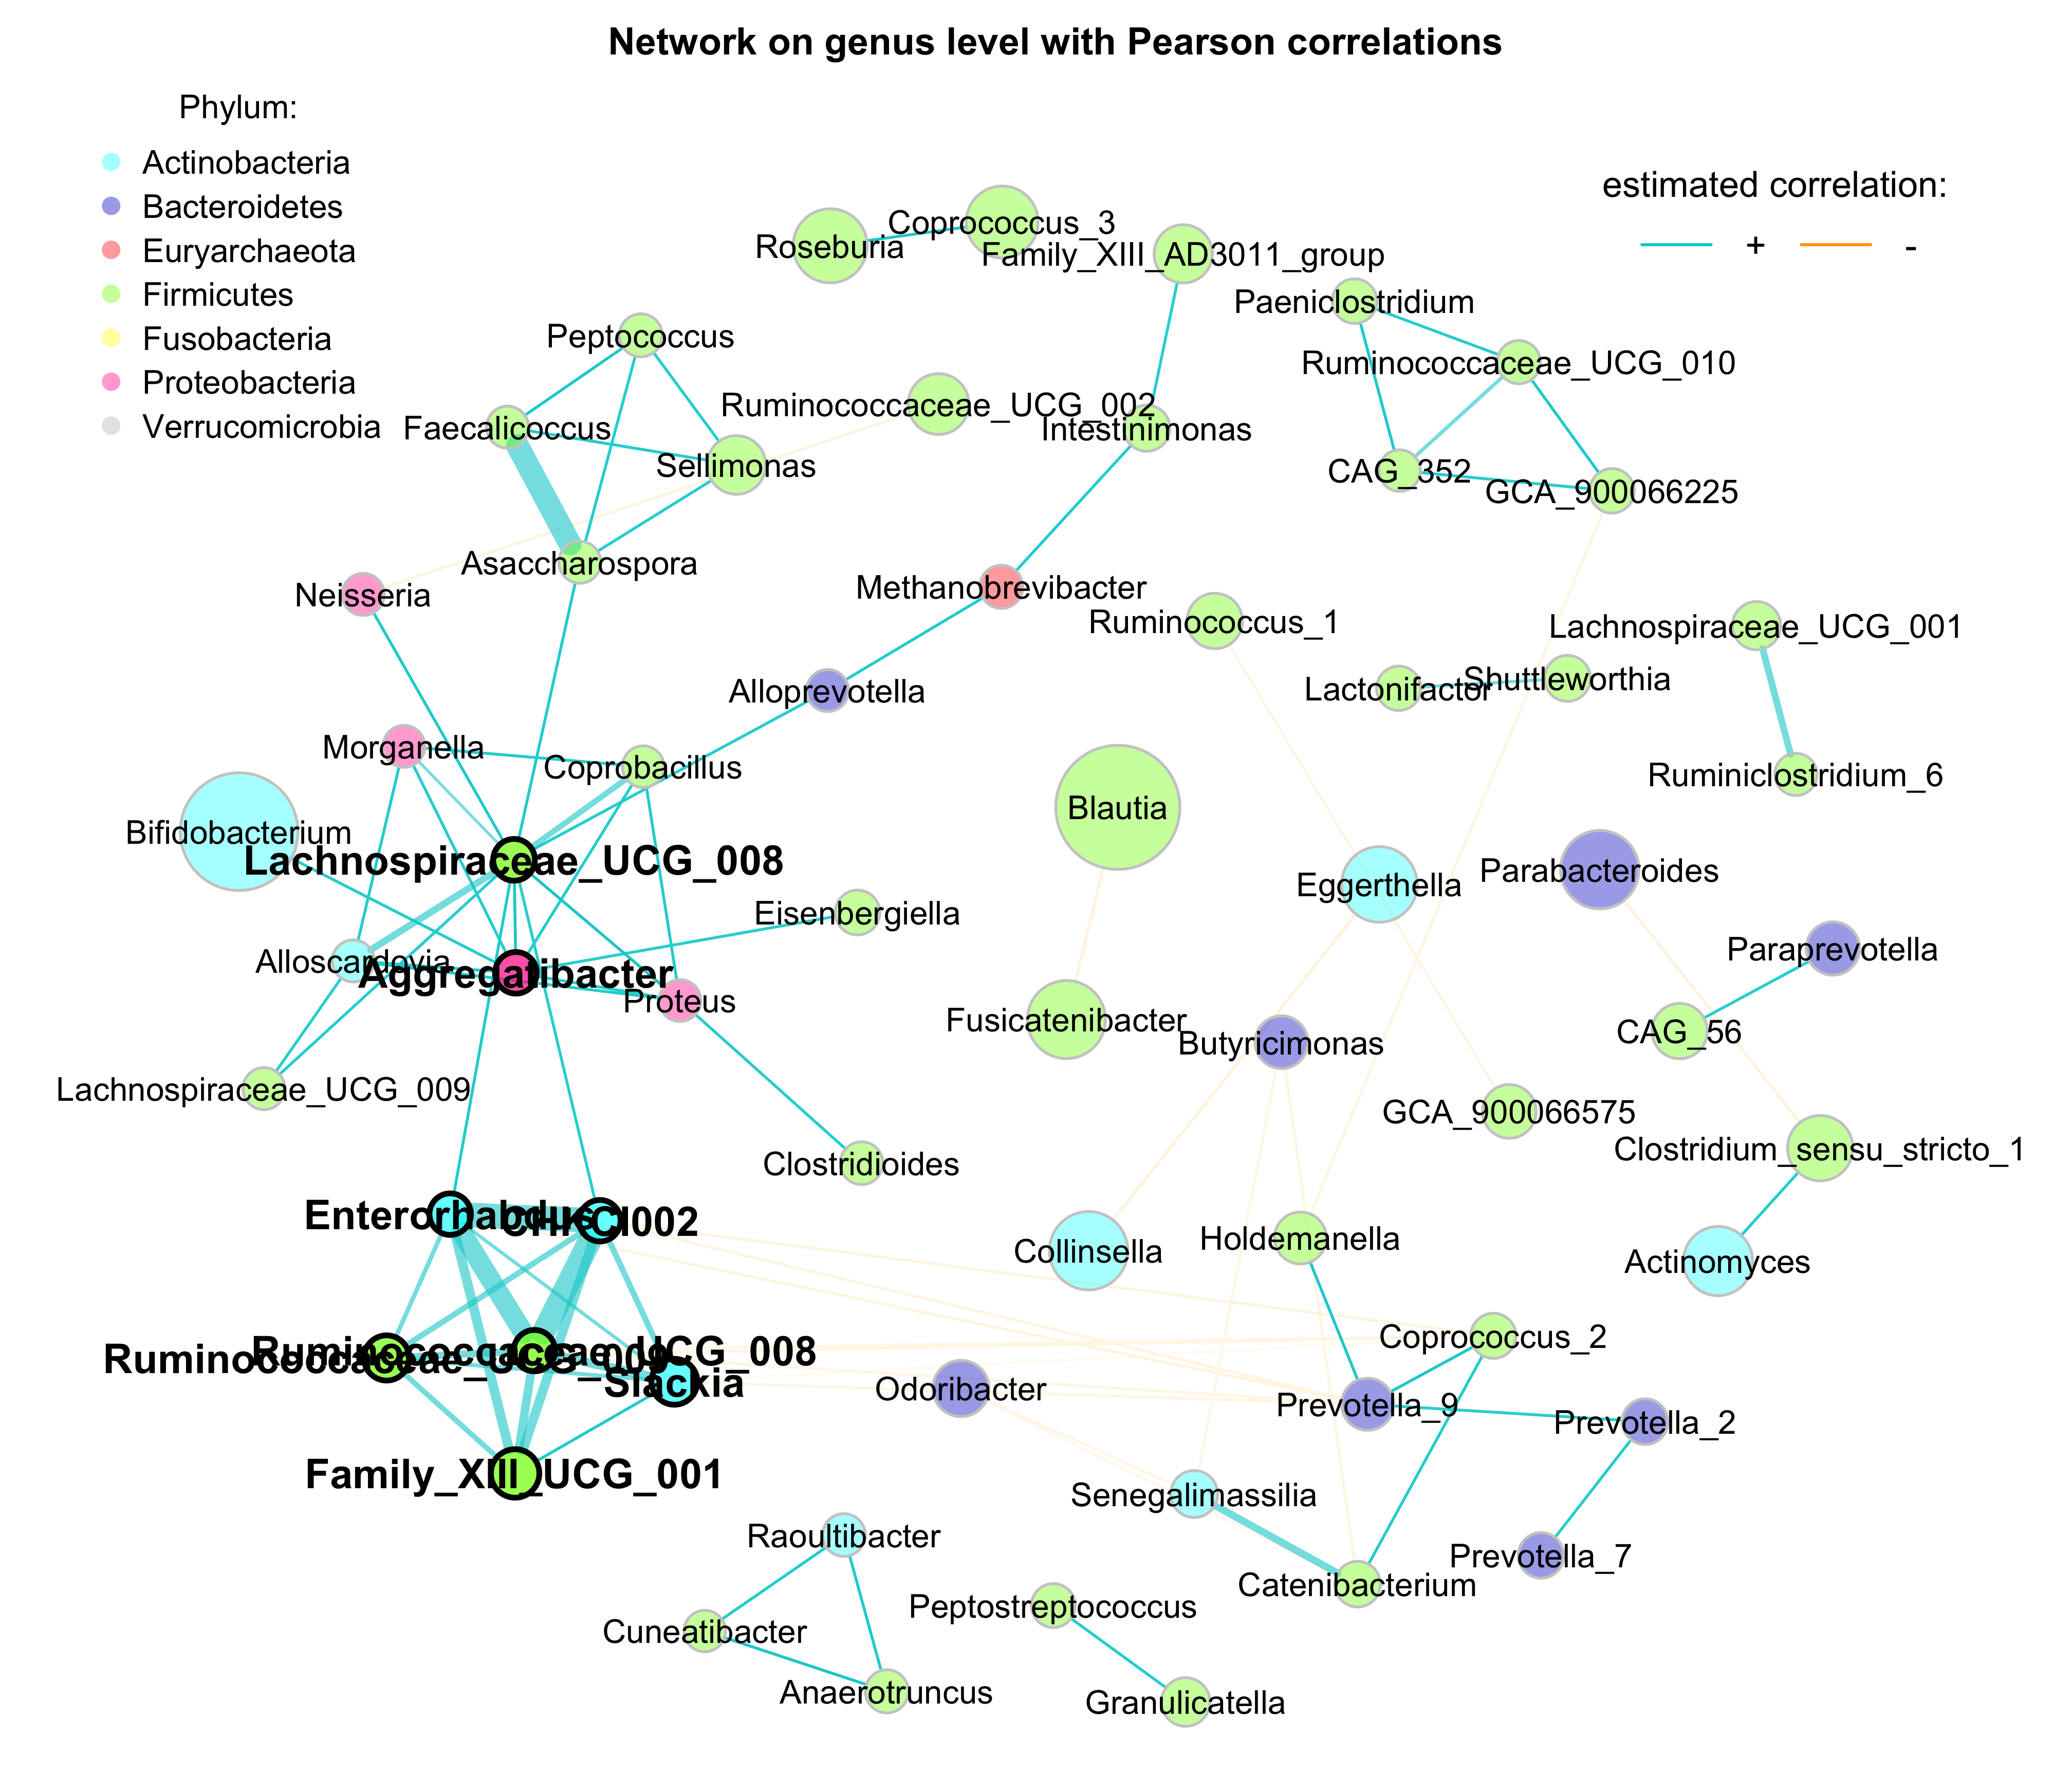 Network on genus level with Pearson correlations
Phylum:
Actinobacteria
Bacteroidetes
Euryarchaeota
Firmicutes
Fusobacteria
Proteobacteria
Verrucomicrobia
estimated correlation:
+ -
Coprococcus_3
Roseburia
Family_XIII_AD3011_group
Paeniclostridium
Peptococcus
Ruminococcaceae_UCG_010
Ruminococcaceae_UCG_002
Faecalicoccus
Intestinimonas
Sellimonas
CAG_352
GCA_900066225
Asaccharospora
Methanobrevibacter
Neisseria
Ruminococcus_1
Lachnospiraceae_UCG_001
Shuttleworthia
Lactonifactor
Alloprevotella
Morganella
Coprobacillus
Ruminiclostridium_6
Blautia
Bifidobacterium
Lachnospiraceae_UCG_008
Parabacteroides
Eggerthella
Eisenbergiella
Paraprevotella
Alloscardovia
Aggregatibacter
Proteus
Fusicatenibacter
CAG_56
Butyricimonas
Lachnospiraceae_UCG_009
GCA_900066575
Clostridium_sensu_stricto_1
Clostridioides
Enterorhabdus
CHKCI002
Holdemanella
Collinsella
Actinomyces
Coprococcus_2
Ruminococcaceae_UCG_008
Ruminococcaceae_UCG_009
Slackia
Odoribacter
Prevotella_9
Prevotella_2
Family_XIII_UCG_001
Senegalimassilia
Raoultibacter
Prevotella_7
Catenibacterium
Peptostreptococcus
Cuneatibacter
Anaerotruncus
Granulicatella